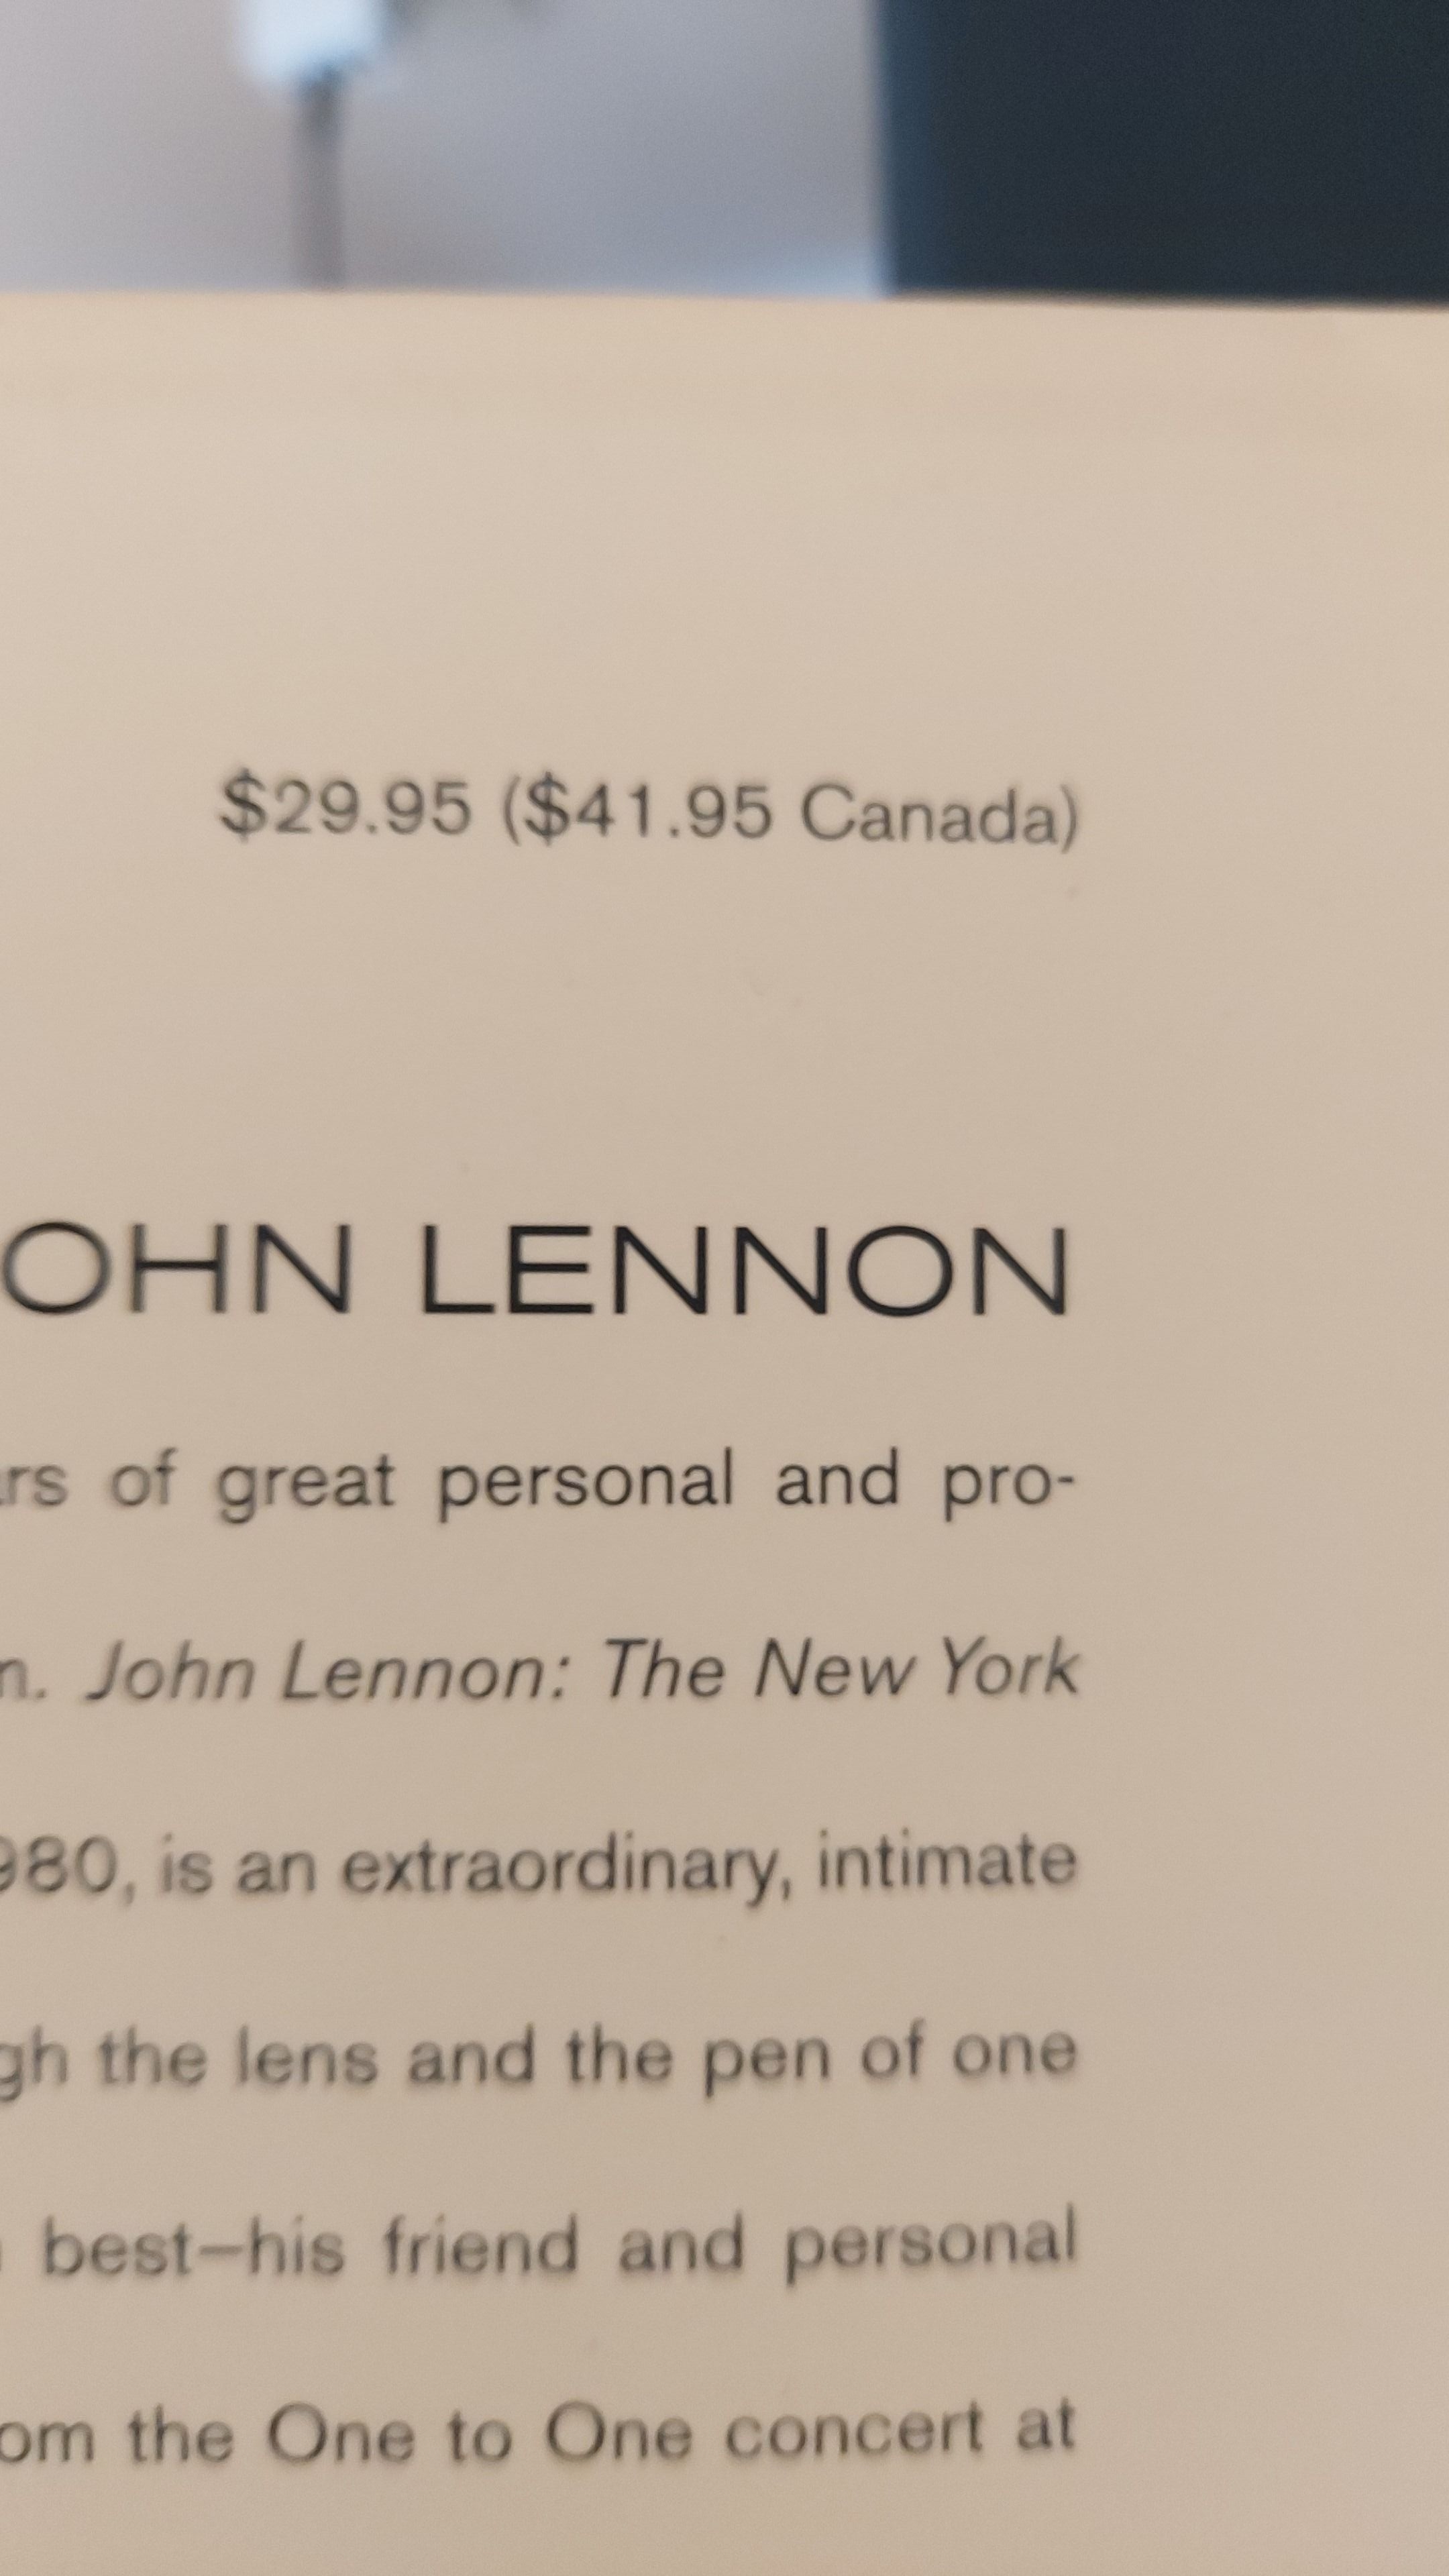 $29.95 ($41.95 Canada)
OHN LENNON
rs of great personal and pro-
n. John Lennon: The New York
980, is an extraordinary, intimate
gh the lens and the pen of one
best—his friend and personal
om the One to One concert at